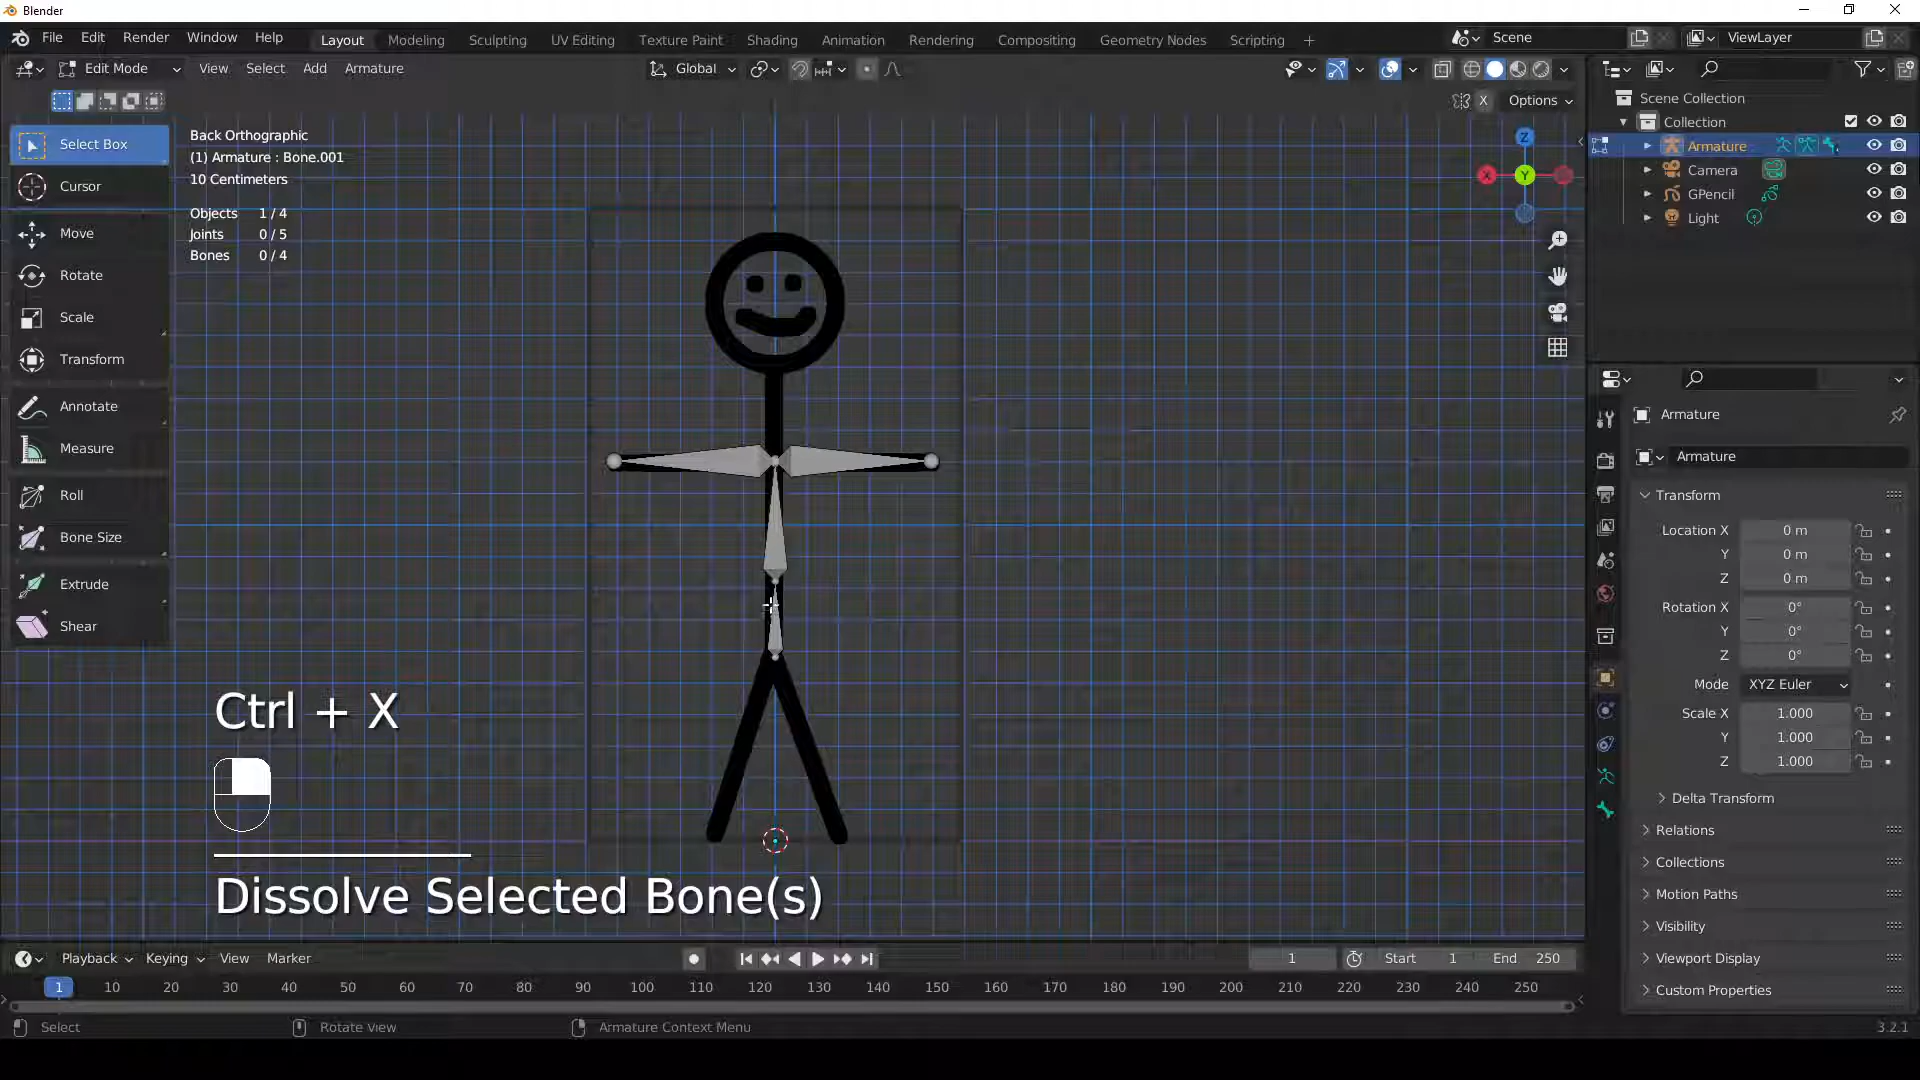 Blender
File Edit Render Window Help
Layout Modeling Sculpting UV Editing Texture Paint Shading Animation Rendering Compositing Geometry Nodes Scripting +
Scene
ViewLayer
Edit Mode View Select Add Armature
Global
X Options
Select Box
Cursor
Move
Rotate
Scale
Transform
Annotate
Measure
Roll
Bone Size
Extrude
Shear
Back Orthographic
(1) Armature : Bone.001
10 Centimeters
Objects 1 / 4
Joints 0 / 5
Bones 0 / 4
Z
X
Y
Ctrl + X
Dissolve Selected Bone(s)
Scene Collection
Collection
Armature
Camera
GPencil
Light
Armature
Armature
Transform
Location X 0 m
Y 0 m
Z 0 m
Rotation X 0°
Y 0°
Z 0°
Mode XYZ Euler
Scale X 1.000
Y 1.000
Z 1.000
Delta Transform
Relations
Collections
Motion Paths
Visibility
Viewport Display
Custom Properties
Playback Keying View Marker
1 Start 1 End 250
1 10 20 30 40 50 60 70 80 90 100 110 120 130 140 150 160 170 180 190 200 210 220 230 240 250
Select Rotate View Armature Context Menu
3.2.1